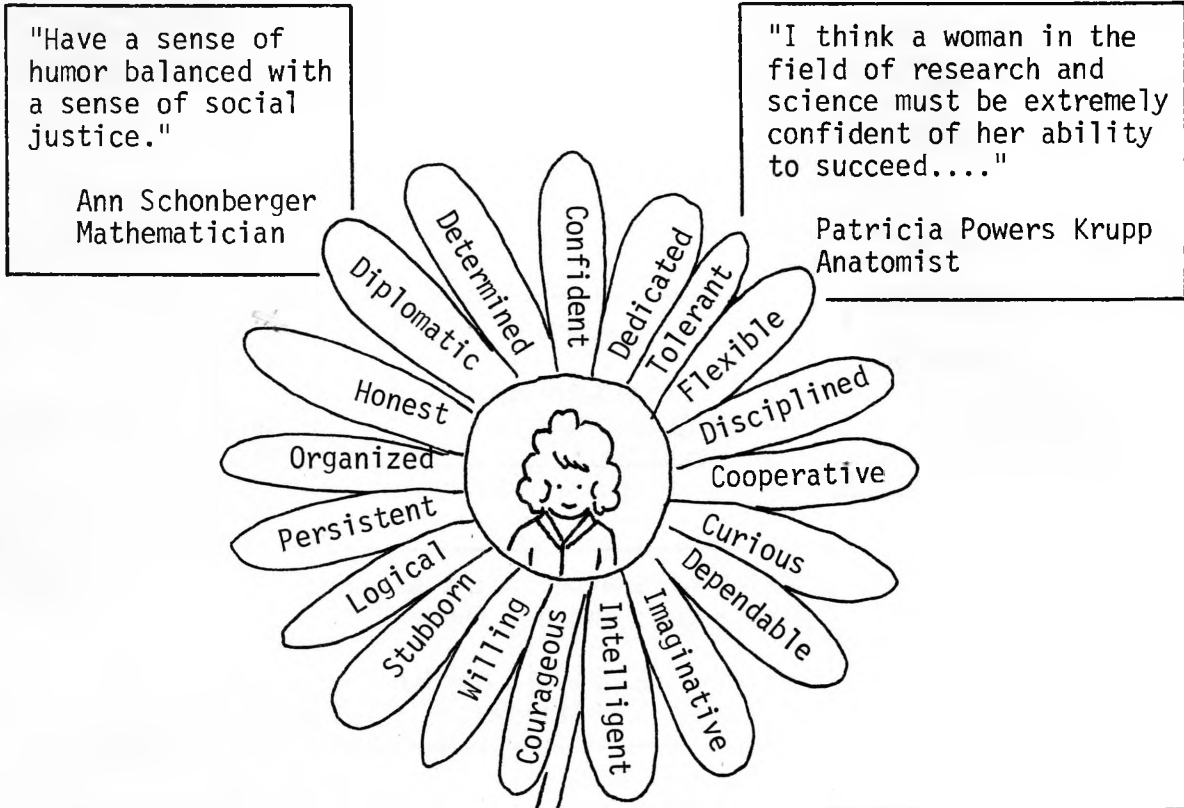 "Have a sense of
humor balanced with
a sense of social
justice."
Ann Schonberger
Mathematician
"I think a woman in the
field of research and
science must be extremely
confident of her ability
to succeed...."
Patricia Powers Krupp
Anatomist
Confident
Dedicated
Tolerant
Flexible
Disciplined
Cooperative
Curious
Dependable
Imaginative
Intelligent
Courageous
Willing
Stubborn
Logical
Persistent
Organized
Honest
Diplomatic
Determined